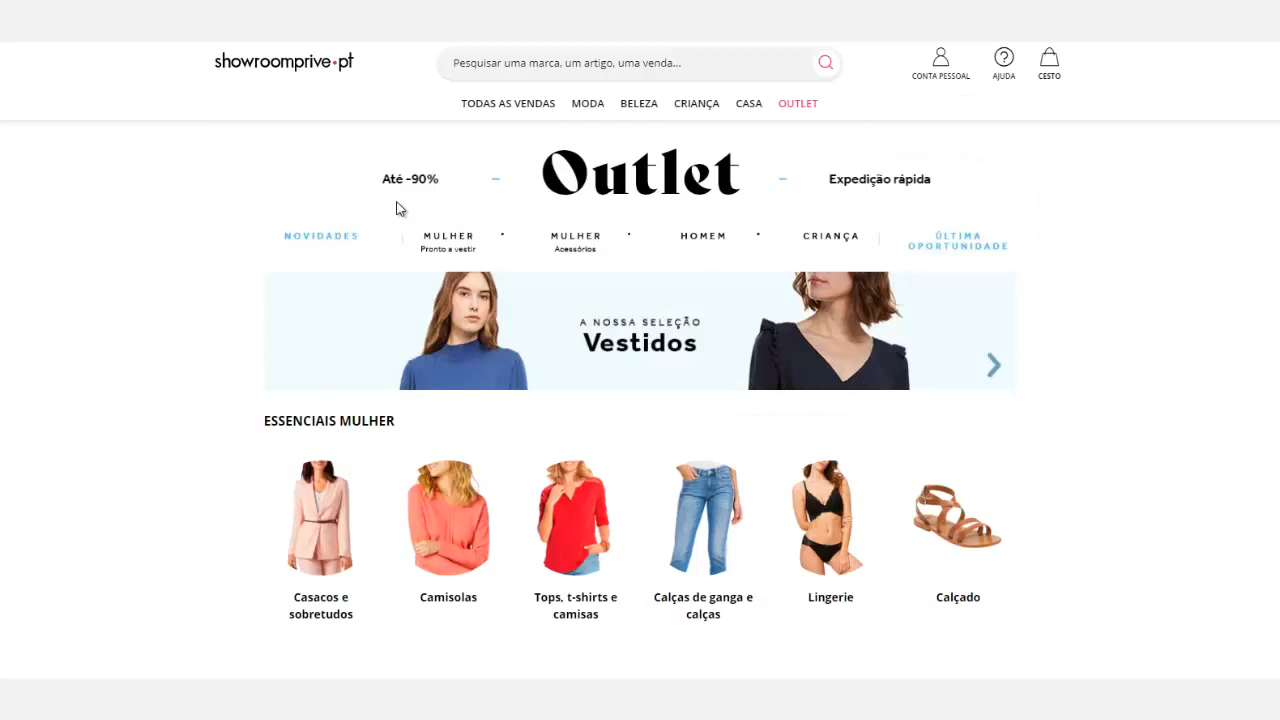 showroomprive•pt
Pesquisar uma marca, um artigo, uma venda...
CONTA PESSOAL
AJUDA
CESTO
TODAS AS VENDAS
MODA
BELEZA
CRIANÇA
CASA
OUTLET
Até -90%
Outlet
Expedição rápida
NOVIDADES
MULHER
Pronto a vestir
MULHER
Acessórios
HOMEM
CRIANÇA
ÚLTIMA
OPORTUNIDADE
A NOSSA SELEÇÃO
Vestidos
ESSENCIAIS MULHER
Casacos e
sobretudos
Camisolas
Tops, t-shirts e
camisas
Calças de ganga e
calças
Lingerie
Calçado